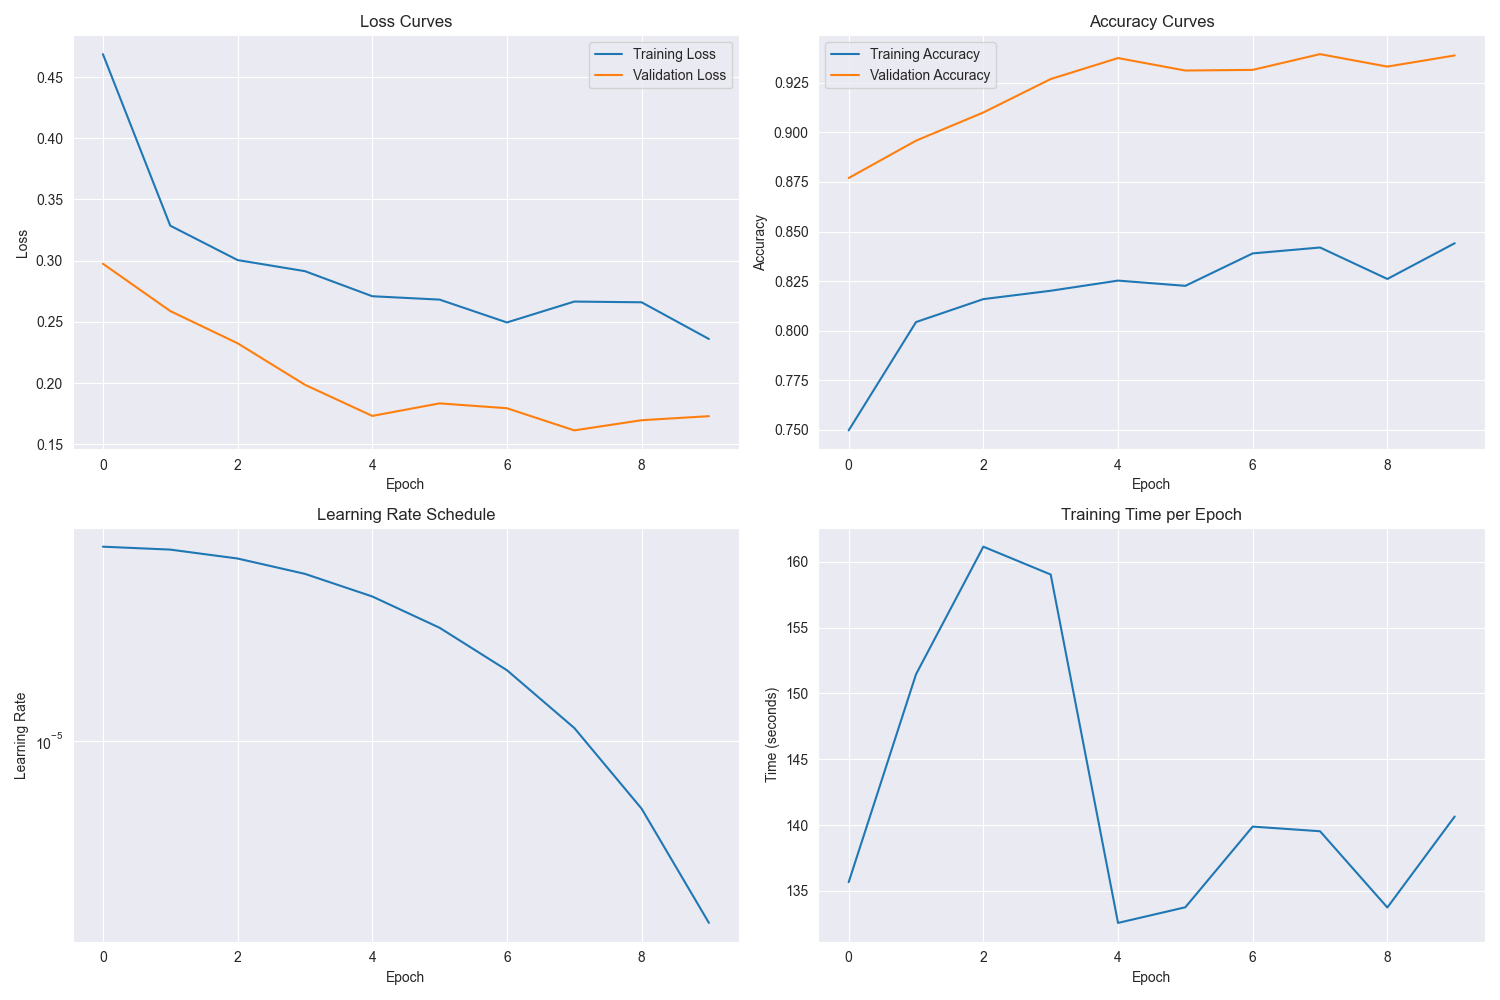 Loss Curves
Training Loss
Validation Loss
0.45
0.40
0.35
0.30
0.25
0.20
0.15
Loss
0 2 4 6 8
Epoch
Accuracy Curves
Training Accuracy
Validation Accuracy
0.925
0.900
0.875
0.850
0.825
0.800
0.775
0.750
Accuracy
0 2 4 6 8
Epoch
Learning Rate Schedule
10⁻⁵
Learning Rate
0 2 4 6 8
Epoch
Training Time per Epoch
160
155
150
145
140
135
Time (seconds)
0 2 4 6 8
Epoch